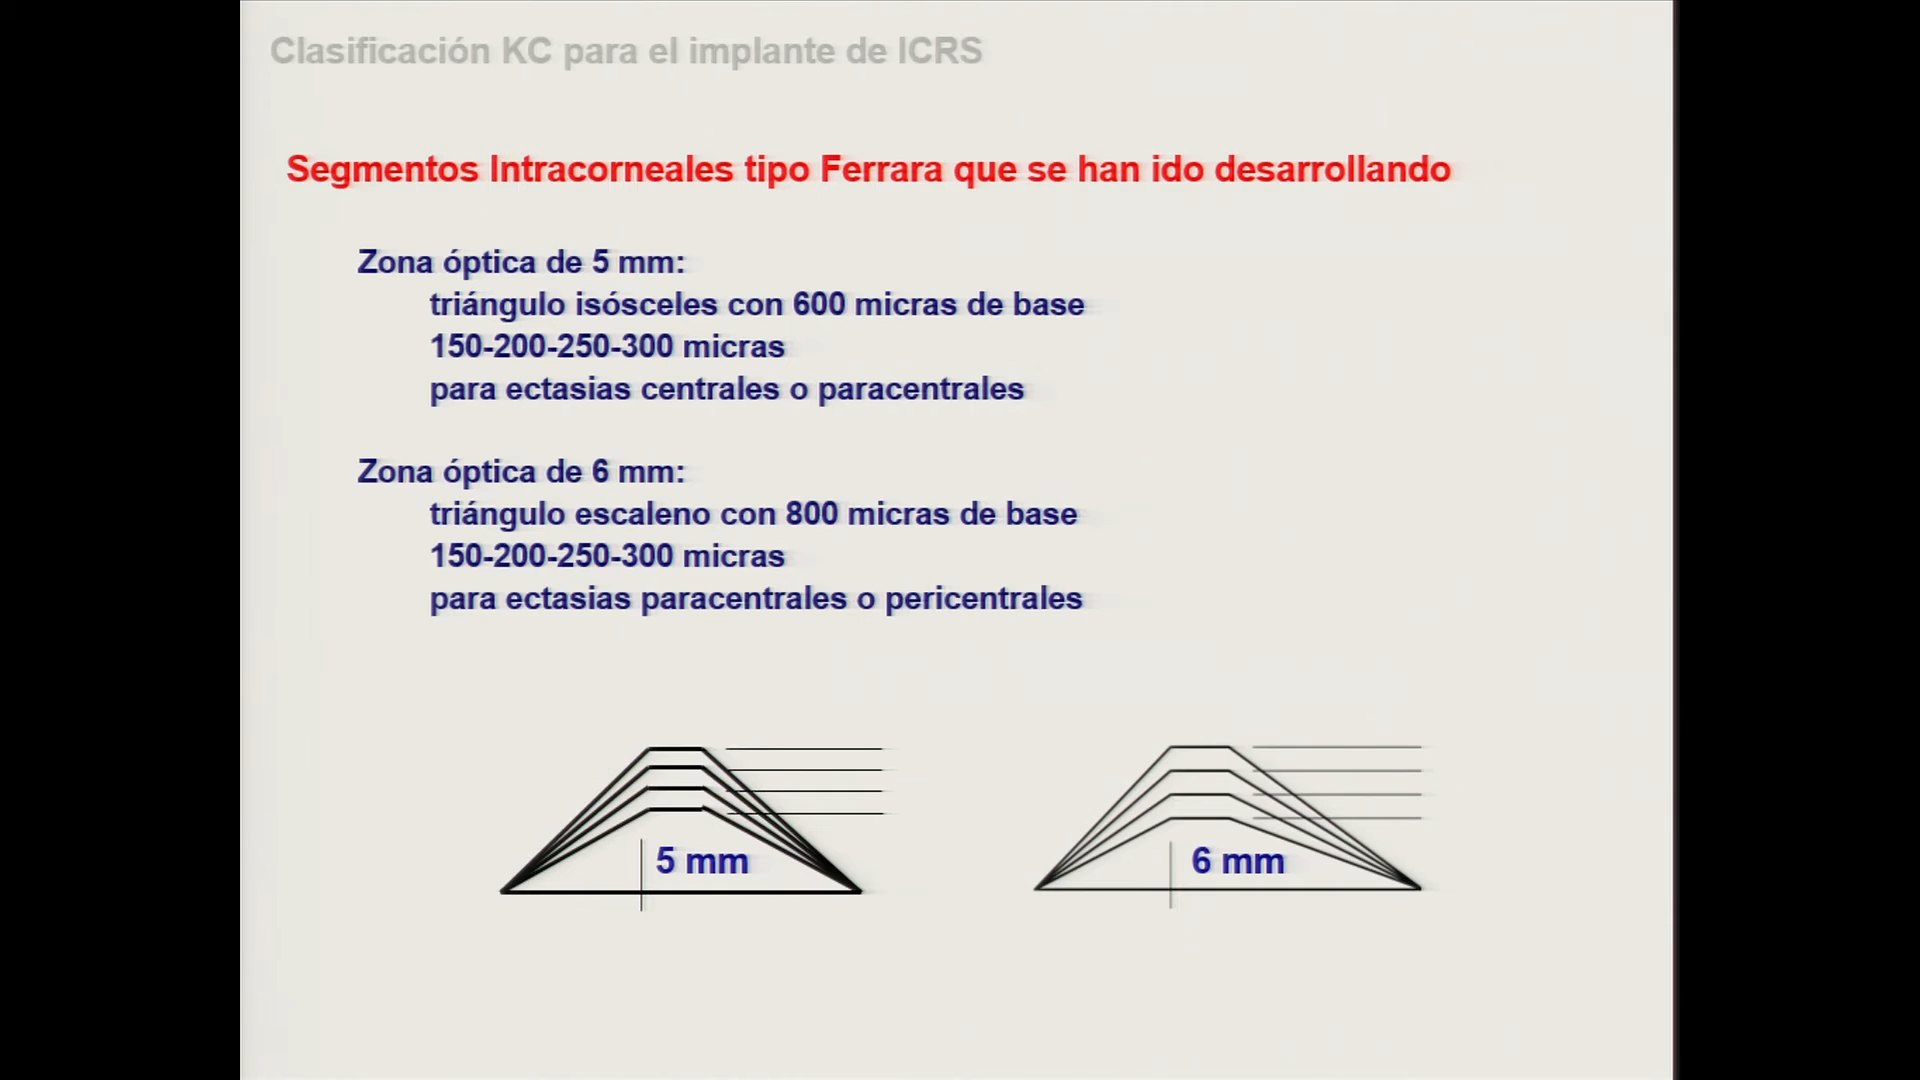 Clasificación KC para el implante de ICRS
Segmentos Intracorneales tipo Ferrara que se han ido desarrollando
Zona óptica de 5 mm:
triángulo isósceles con 600 micras de base
150-200-250-300 micras
para ectasias centrales o paracentrales
Zona óptica de 6 mm:
triángulo escaleno con 800 micras de base
150-200-250-300 micras
para ectasias paracentrales o pericentrales
5 mm
6 mm